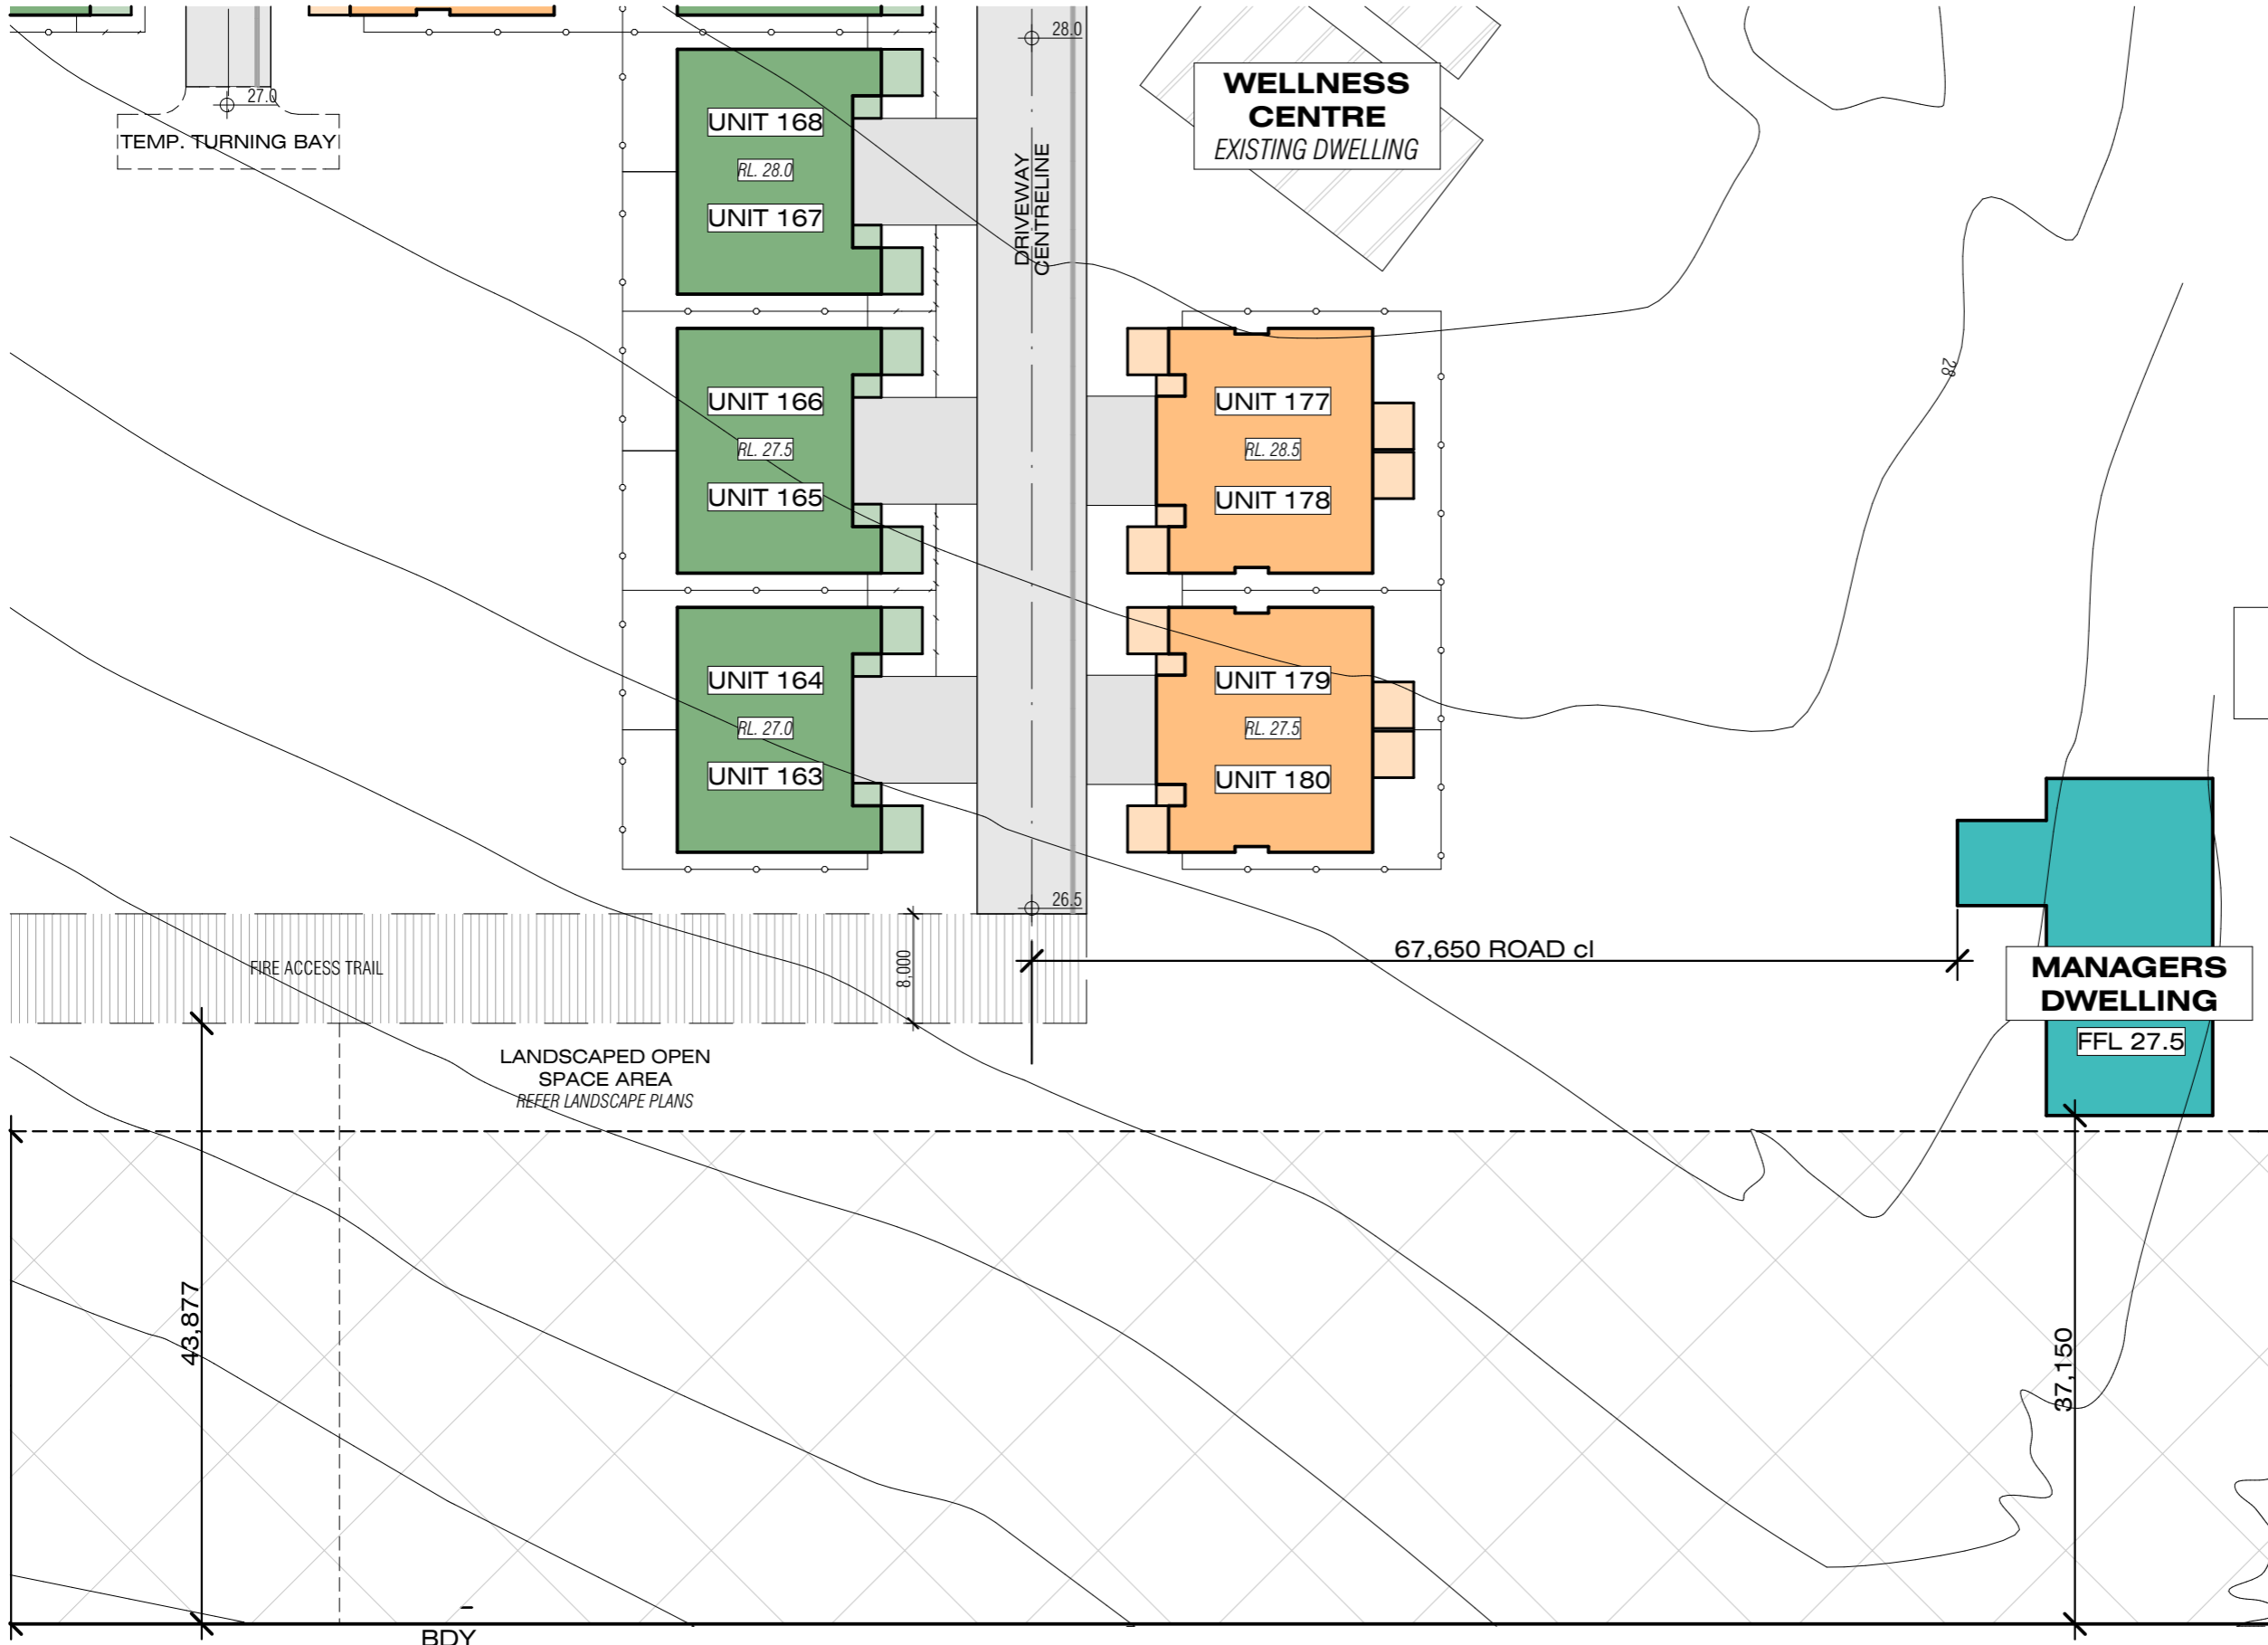 28.0
27.0
TEMP. TURNING BAY
WELLNESS
CENTRE
EXISTING DWELLING
UNIT 168
RL. 28.0
UNIT 167
DRIVEWAY
CENTRELINE
28
UNIT 166
RL. 27.5
UNIT 165
UNIT 177
RL. 28.5
UNIT 178
UNIT 164
RL. 27.0
UNIT 163
UNIT 179
RL. 27.5
UNIT 180
26.5
67,650 ROAD cl
FIRE ACCESS TRAIL
8,000
MANAGERS
DWELLING
FFL 27.5
LANDSCAPED OPEN
SPACE AREA
REFER LANDSCAPE PLANS
43,877
37,150
BDY